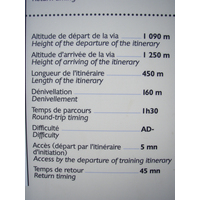 Altitude de départ de la via 1 090 m
Height of the departure of the itinerary
Altitude d'arrivée de la via 1 250 m
Height of arriving of the itinerary
Longueur de l'itinéraire 450 m
Length of the itinerary
Dénivellation 160 m
Denivellement
Temps de parcours 1h30
Round-trip timing
Difficulté AD-
Difficulty
Accès (départ par l'itinéraire 5 mn
d'initiation)
Access by the departure of training itinerary
Temps de retour 45 mn
Return timing